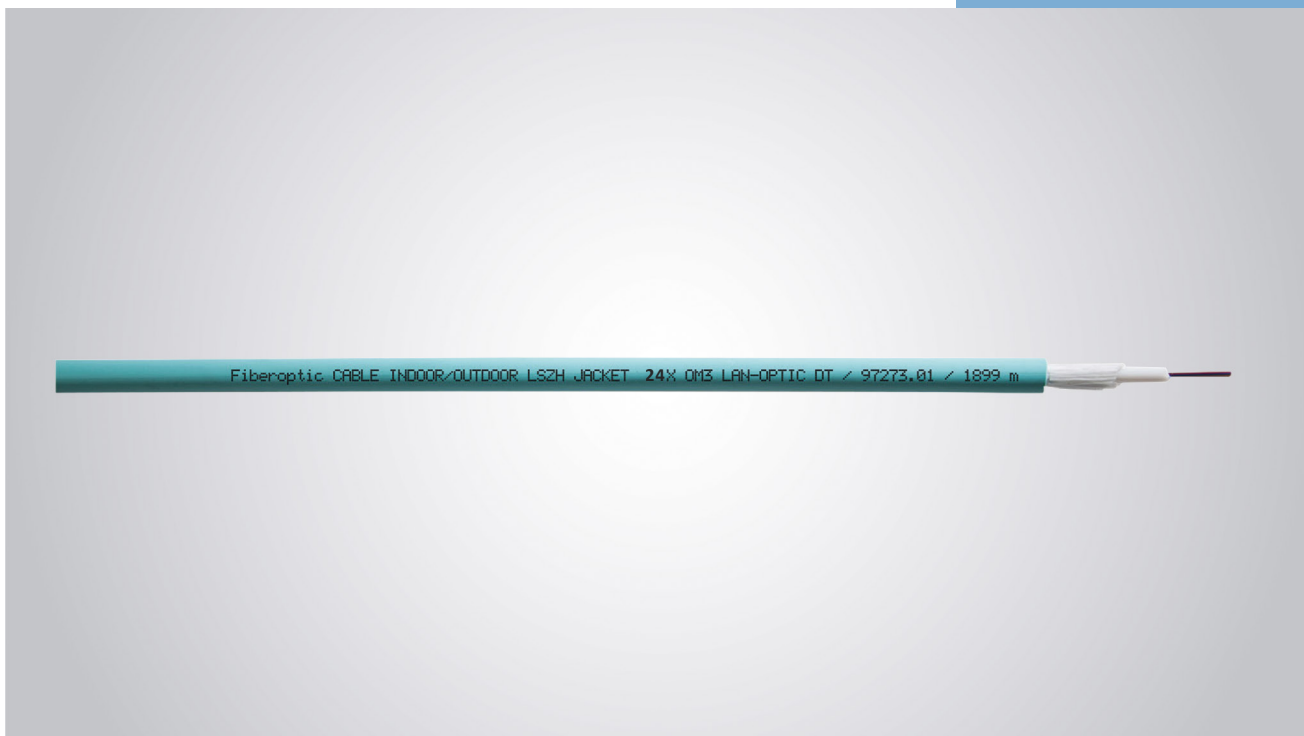 Fiberoptic CABLE INDOOR/OUTDOOR LSZH JACKET 24X OM3 LAN-OPTIC DT / 97273.01 / 1899 m